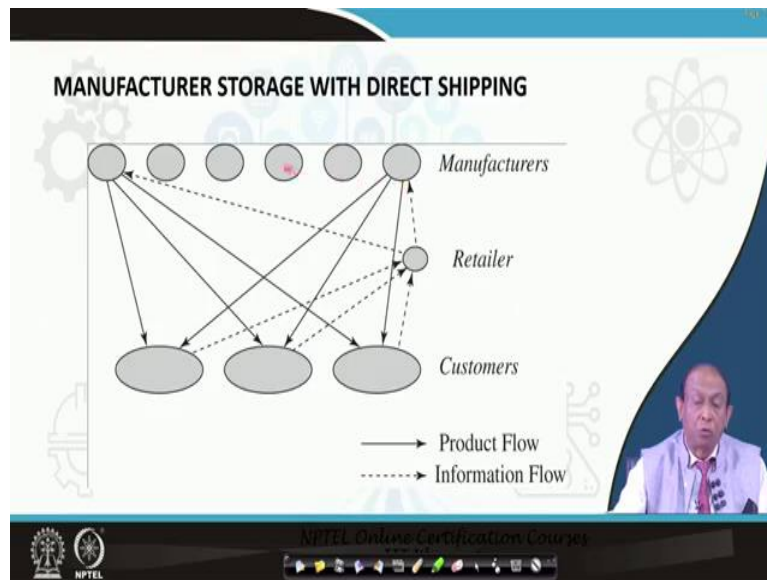 MANUFACTURER STORAGE WITH DIRECT SHIPPING
Manufacturers
Retailer
Customers
Product Flow
Information Flow
NPTEL Online Certification Courses
NPTEL